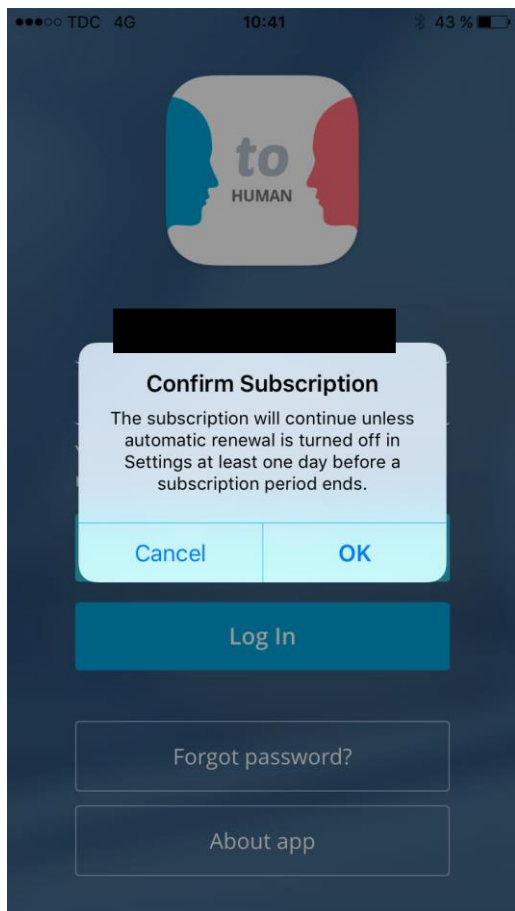 TDC 4G 10:41 43 %
to
HUMAN
Confirm Subscription
The subscription will continue unless
automatic renewal is turned off in
Settings at least one day before a
subscription period ends.
Cancel OK
Log In
Forgot password?
About app